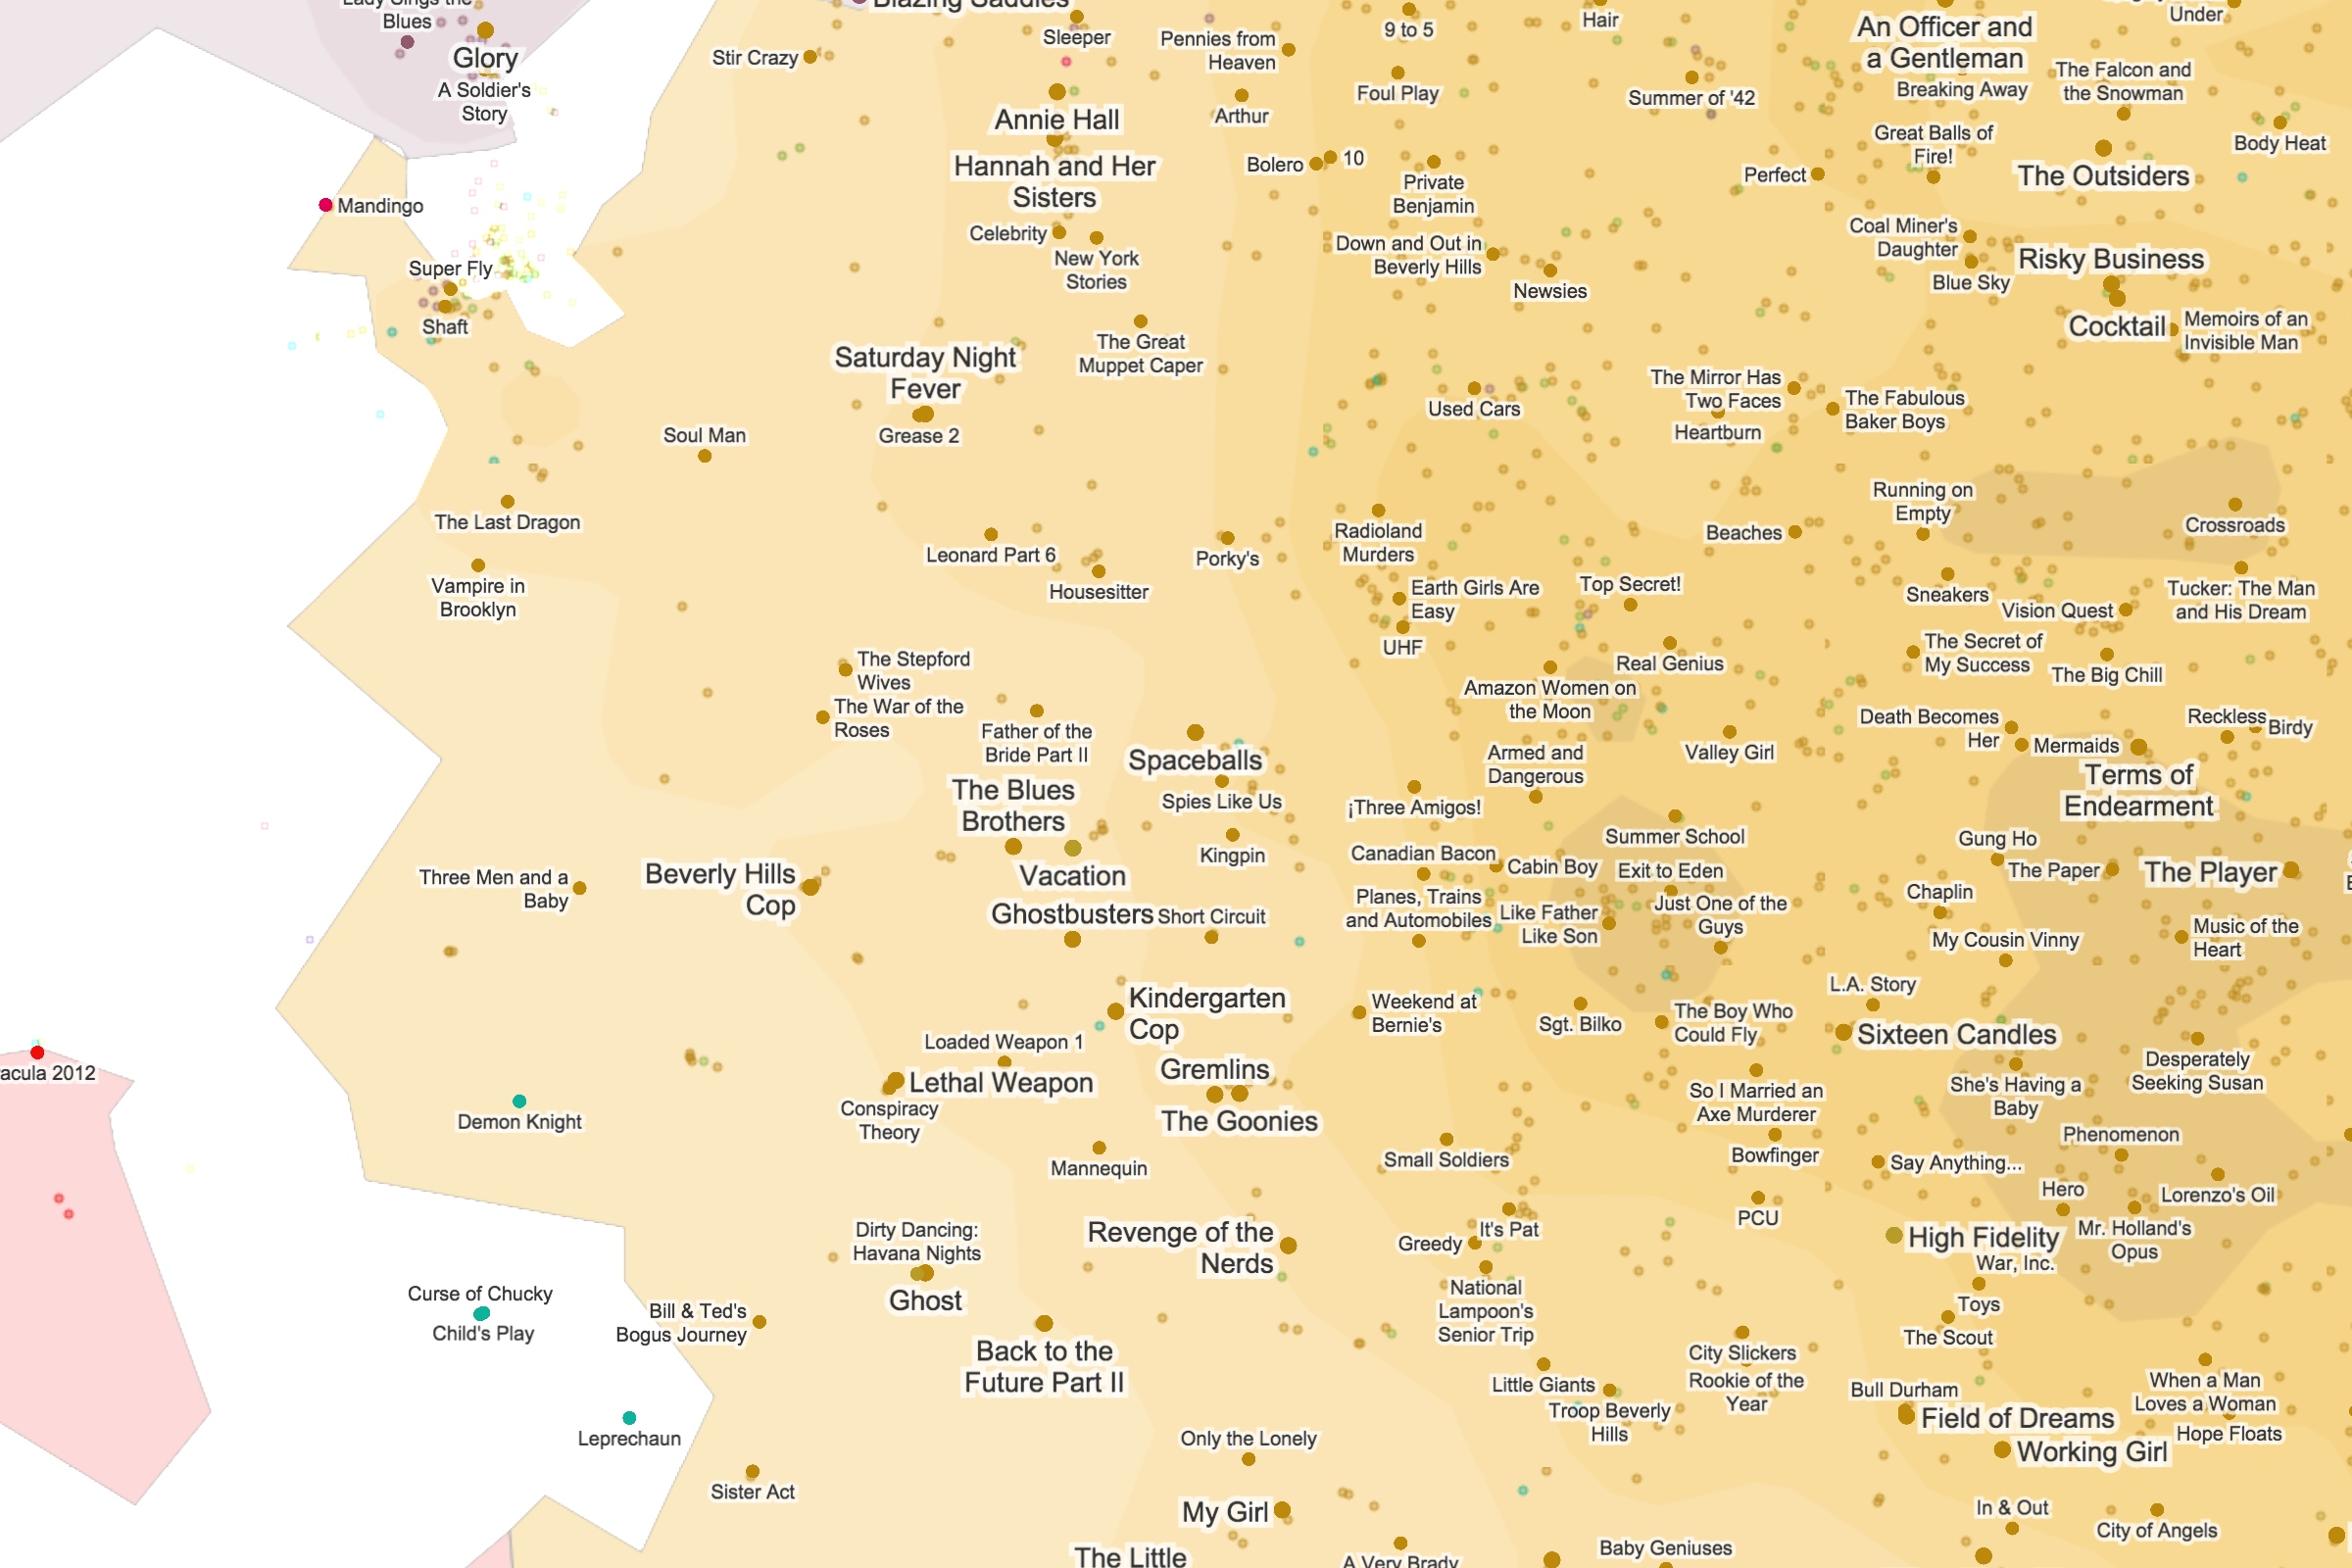 Lady Sings the
Blues
Glory
A Soldier's
Story
Blazing Saddles
Stir Crazy
Sleeper
Pennies from
Heaven
9 to 5
Hair
An Officer and
a Gentleman
Under
Breaking Away
The Falcon and
the Snowman
Annie Hall
Arthur
Foul Play
Summer of '42
Great Balls of
Fire!
Body Heat
Hannah and Her
Sisters
Bolero
10
Private
Benjamin
Perfect
The Outsiders
Mandingo
Celebrity
New York
Stories
Down and Out in
Beverly Hills
Newsies
Coal Miner's
Daughter
Blue Sky
Risky Business
Super Fly
Shaft
Cocktail
Memoirs of an
Invisible Man
Saturday Night
Fever
Grease 2
The Great
Muppet Caper
Used Cars
The Mirror Has
Two Faces
Heartburn
The Fabulous
Baker Boys
Soul Man
The Last Dragon
Leonard Part 6
Porky's
Radioland
Murders
Beaches
Running on
Empty
Crossroads
Vampire in
Brooklyn
Housesitter
Earth Girls Are
Easy
UHF
Top Secret!
Sneakers
Vision Quest
Tucker: The Man
and His Dream
The Stepford
Wives
The War of the
Roses
Father of the
Bride Part II
Real Genius
Amazon Women on
the Moon
The Secret of
My Success
The Big Chill
Spaceballs
Spies Like Us
Armed and
Dangerous
Valley Girl
Death Becomes
Her
Mermaids
Reckless
Birdy
Terms of
Endearment
The Blues
Brothers
Vacation
Kingpin
¡Three Amigos!
Summer School
Gung Ho
The Paper
The Player
Three Men and a
Baby
Beverly Hills
Cop
Canadian Bacon
Cabin Boy
Exit to Eden
Chaplin
Ghostbusters
Short Circuit
Planes, Trains
and Automobiles
Like Father
Like Son
Just One of the
Guys
My Cousin Vinny
Music of the
Heart
Kindergarten
Cop
Weekend at
Bernie's
Sgt. Bilko
The Boy Who
Could Fly
L.A. Story
Sixteen Candles
Desperately
Seeking Susan
acula 2012
Loaded Weapon 1
Lethal Weapon
Conspiracy
Theory
Gremlins
The Goonies
So I Married an
Axe Murderer
She's Having a
Baby
Demon Knight
Mannequin
Small Soldiers
Bowfinger
Say Anything...
Phenomenon
Lorenzo's Oil
Hero
Mr. Holland's
Opus
Dirty Dancing:
Havana Nights
Ghost
Revenge of the
Nerds
Greedy
It's Pat
PCU
High Fidelity
War, Inc.
National
Lampoon's
Senior Trip
Toys
The Scout
Curse of Chucky
Child's Play
Bill & Ted's
Bogus Journey
Back to the
Future Part II
City Slickers
Rookie of the
Year
Little Giants
Troop Beverly
Hills
Bull Durham
Field of Dreams
When a Man
Loves a Woman
Hope Floats
Leprechaun
Only the Lonely
Working Girl
Sister Act
My Girl
In & Out
City of Angels
The Little
A Very Brady
Baby Geniuses